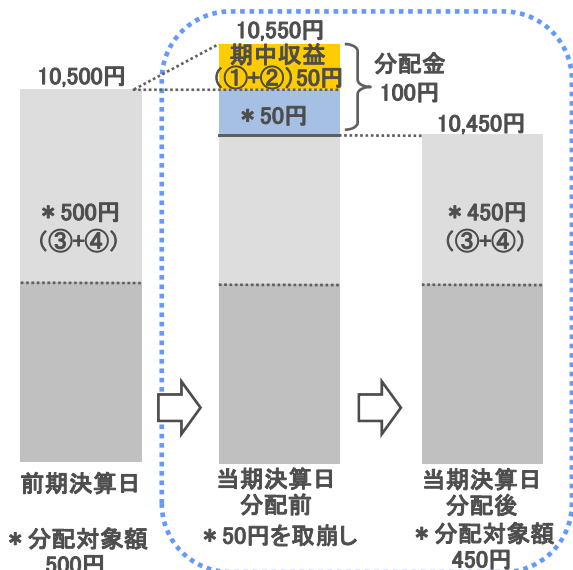 10,550円
期中収益
(①+②)50円
分配金
100円
10,500円
*50円
10,450円
*500円
(③+④)
*450円
(③+④)
前期決算日
当期決算日
分配前
当期決算日
分配後
*分配対象額
500円
*50円を取崩し
*分配対象額
450円